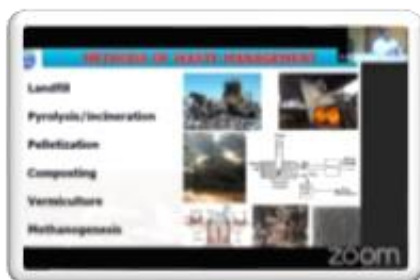 METHODS OF WASTE MANAGEMENT
Landfill
Pyrolysis/incineration
Pelletization
Composting
Vermiculture
Methanogenesis
zoom